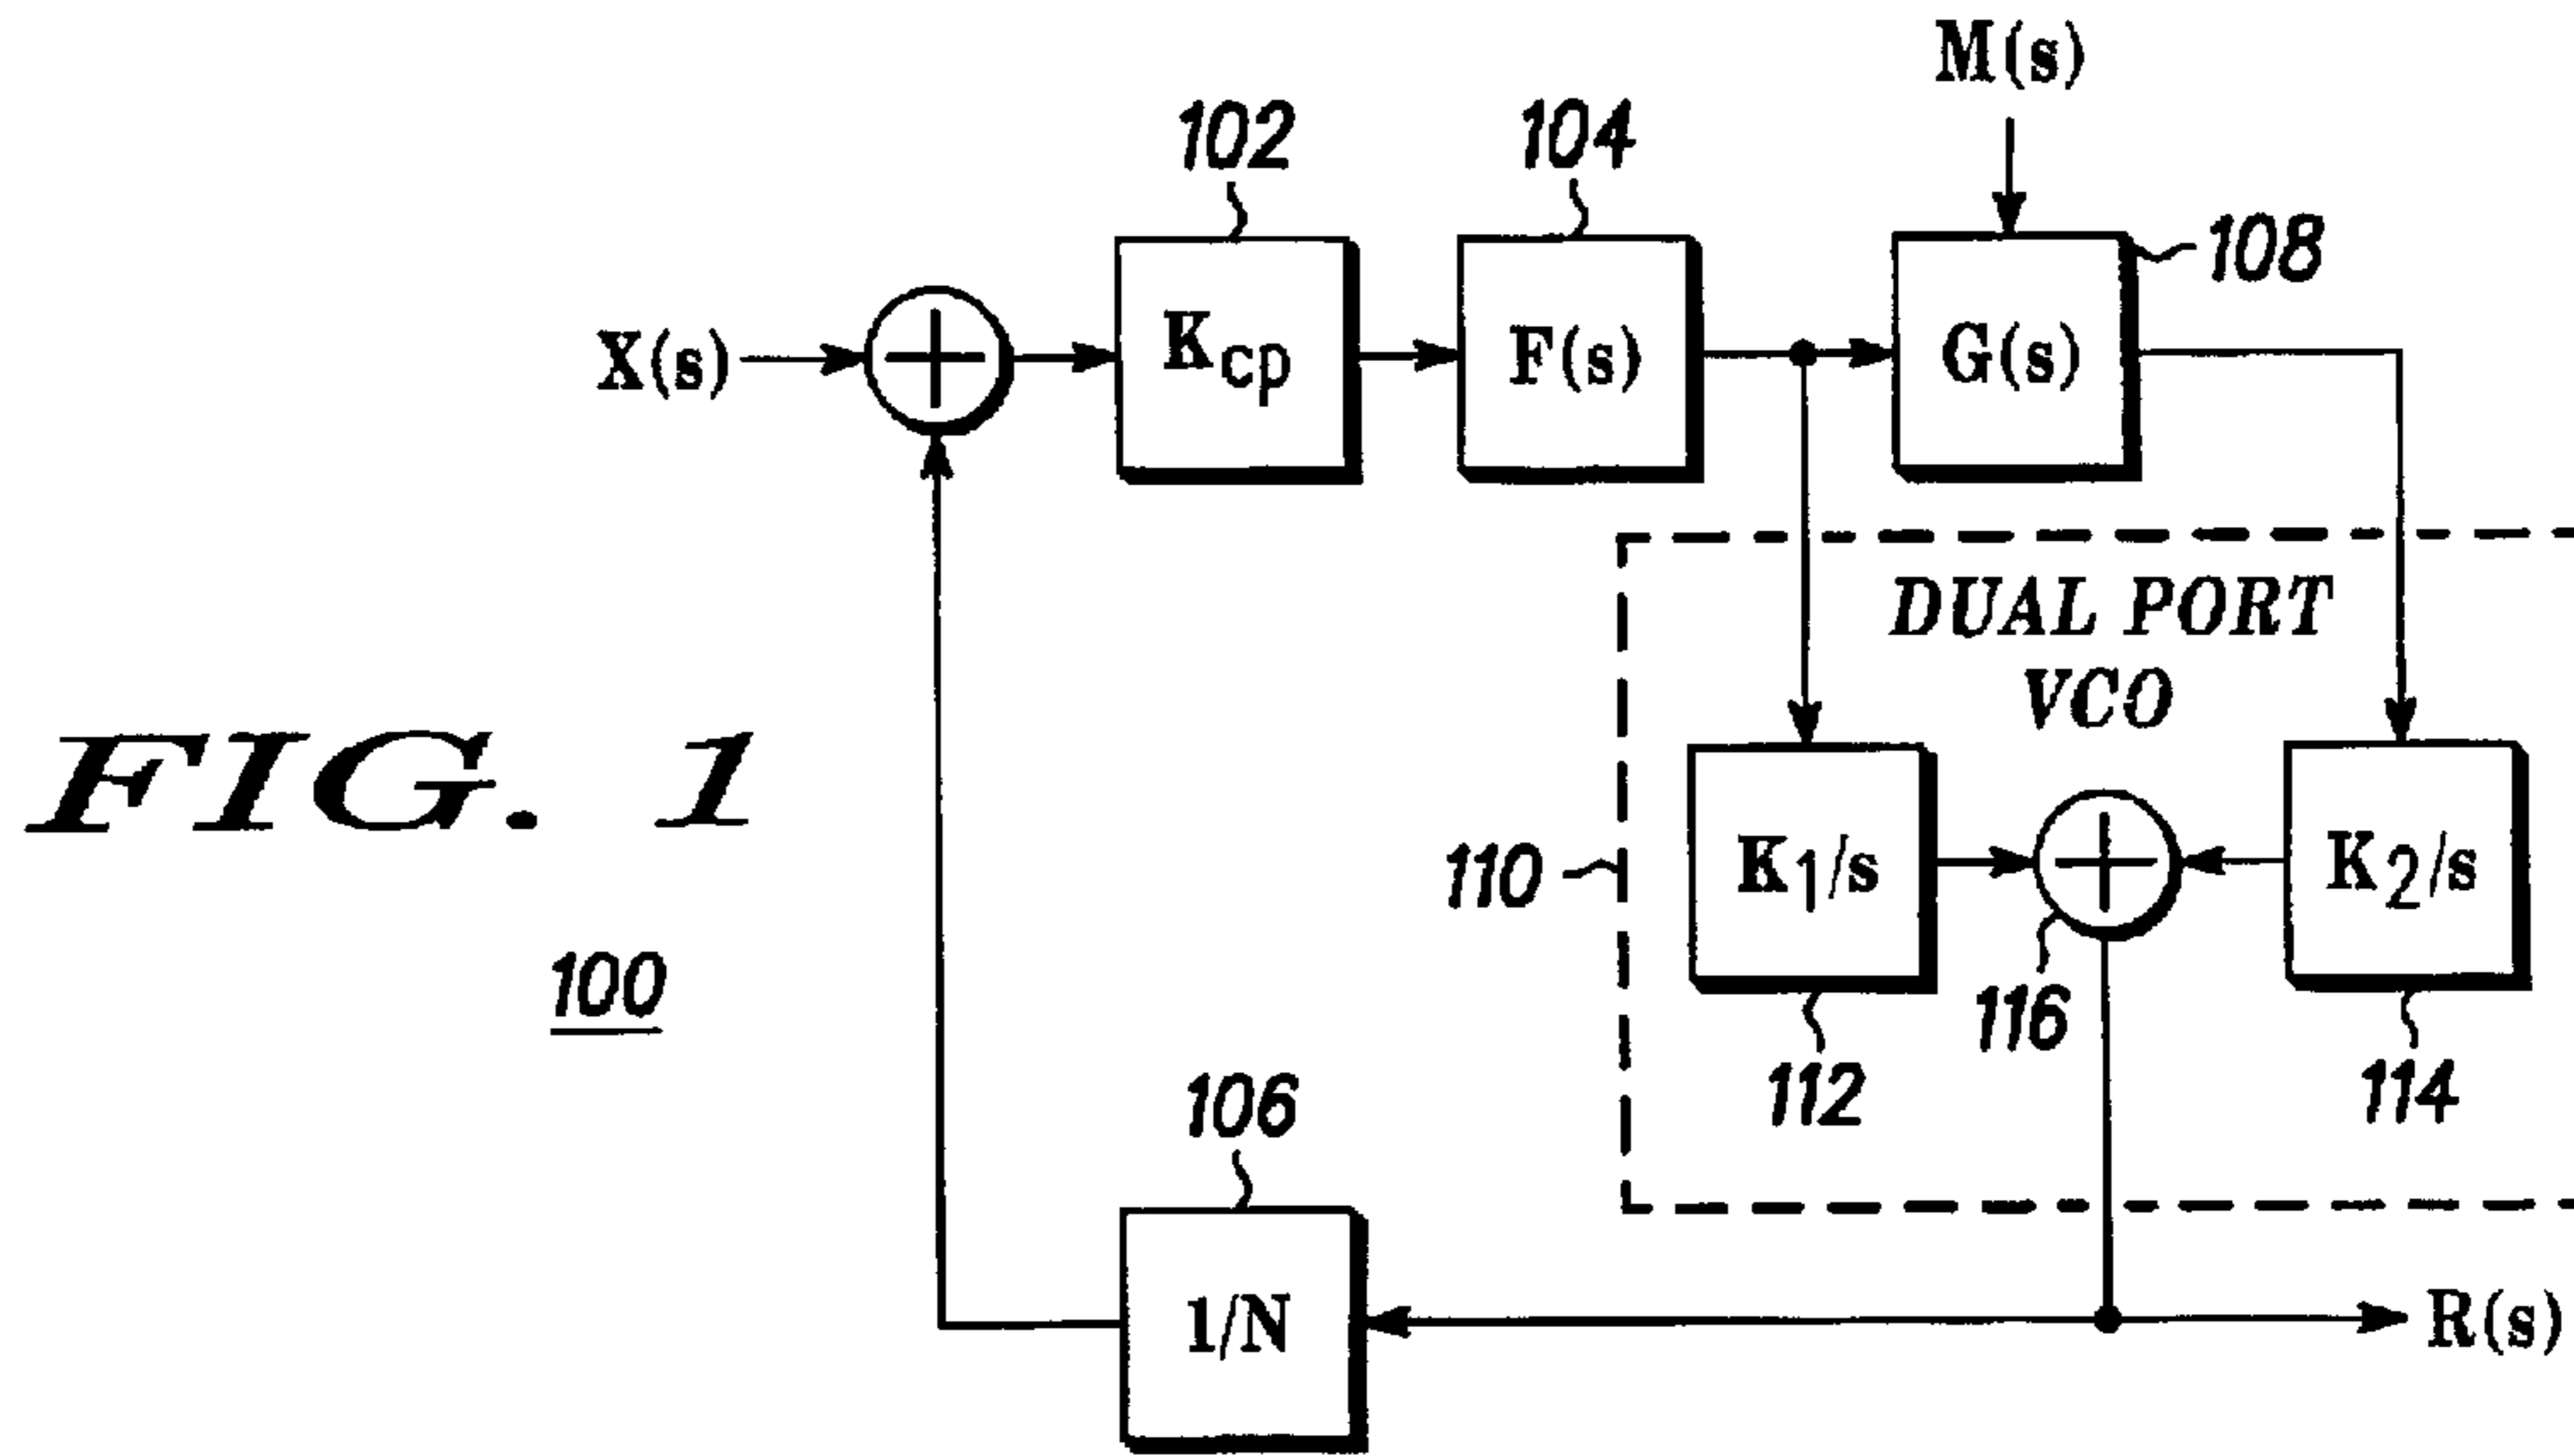 M(s)
102
104
108
X(s)
+
Kcp
F(s)
G(s)
DUAL PORT
VCO
FIG. 1
110
K1/s
+
K2/s
100
116
112
114
106
1/N
R(s)